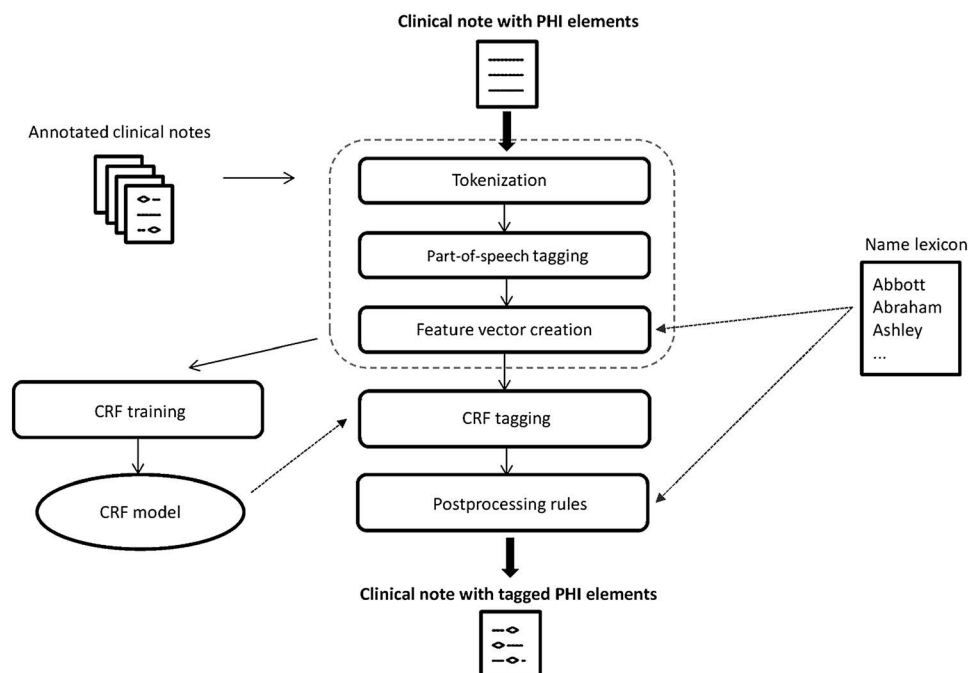 Clinical note with PHI elements
Annotated clinical notes
Tokenization
Part-of-speech tagging
Name lexicon
Abbott
Abraham
Ashley
...
Feature vector creation
CRF training
CRF tagging
CRF model
Postprocessing rules
Clinical note with tagged PHI elements